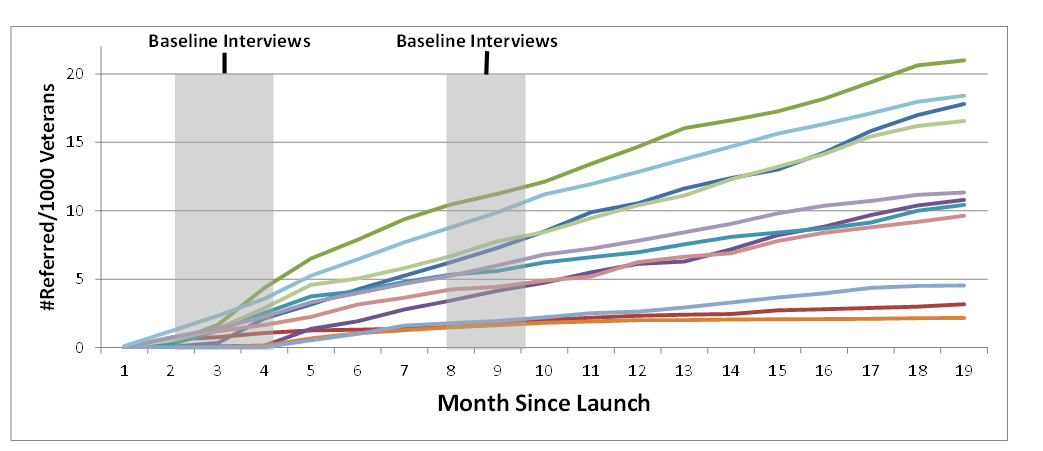 Baseline Interviews Baseline Interviews
#Referred/1000 Veterans
20
15
10
5
0
1 2 3 4 5 6 7 8 9 10 11 12 13 14 15 16 17 18 19
Month Since Launch